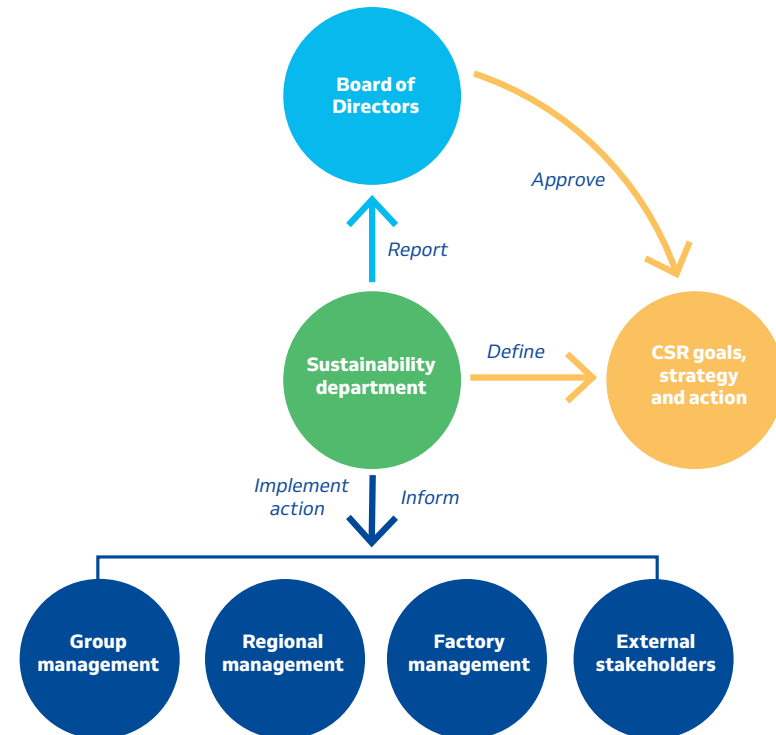 Board of
Directors
Approve
Report
Sustainability
department
Define
CSR goals,
strategy
and action
Implement
action
Inform
Group
management
Regional
management
Factory
management
External
stakeholders